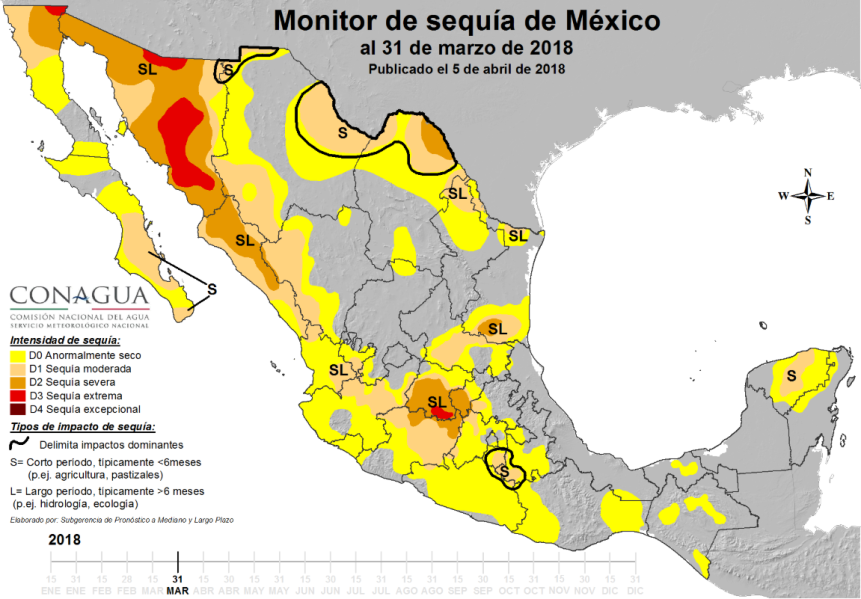 Monitor de sequía de México
al 31 de marzo de 2018
Publicado el 5 de abril de 2018
SL
S
S
SL
SL
SL
N
W E
S
S
CONAGUA
COMISIÓN NACIONAL DEL AGUA
SERVICIO METEOROLÓGICO NACIONAL
SL
SL
S
SL
S
Intensidad de sequía:
D0 Anormalmente seco
D1 Sequía moderada
D2 Sequía severa
D3 Sequía extrema
D4 Sequía excepcional
Tipos de impacto de sequía:
Delimita impactos dominantes
S= Corto periodo, típicamente <6meses
(p.ej. agricultura, pastizales)
L= Largo periodo, típicamente >6 meses
(p.ej. hidrología, ecología)
Elaborado por: Subgerencia de Pronóstico a Mediano y Largo Plazo
2018
15 31 15 28 15 31 15 30 15 31 15 30 15 31 15 31 15 30 15 31 15 30 15 31
ENE ENE FEB FEB MAR MAR ABR ABR MAY MAY JUN JUN JUL JUL AGO AGO SEP SEP OCT OCT NOV NOV DIC DIC